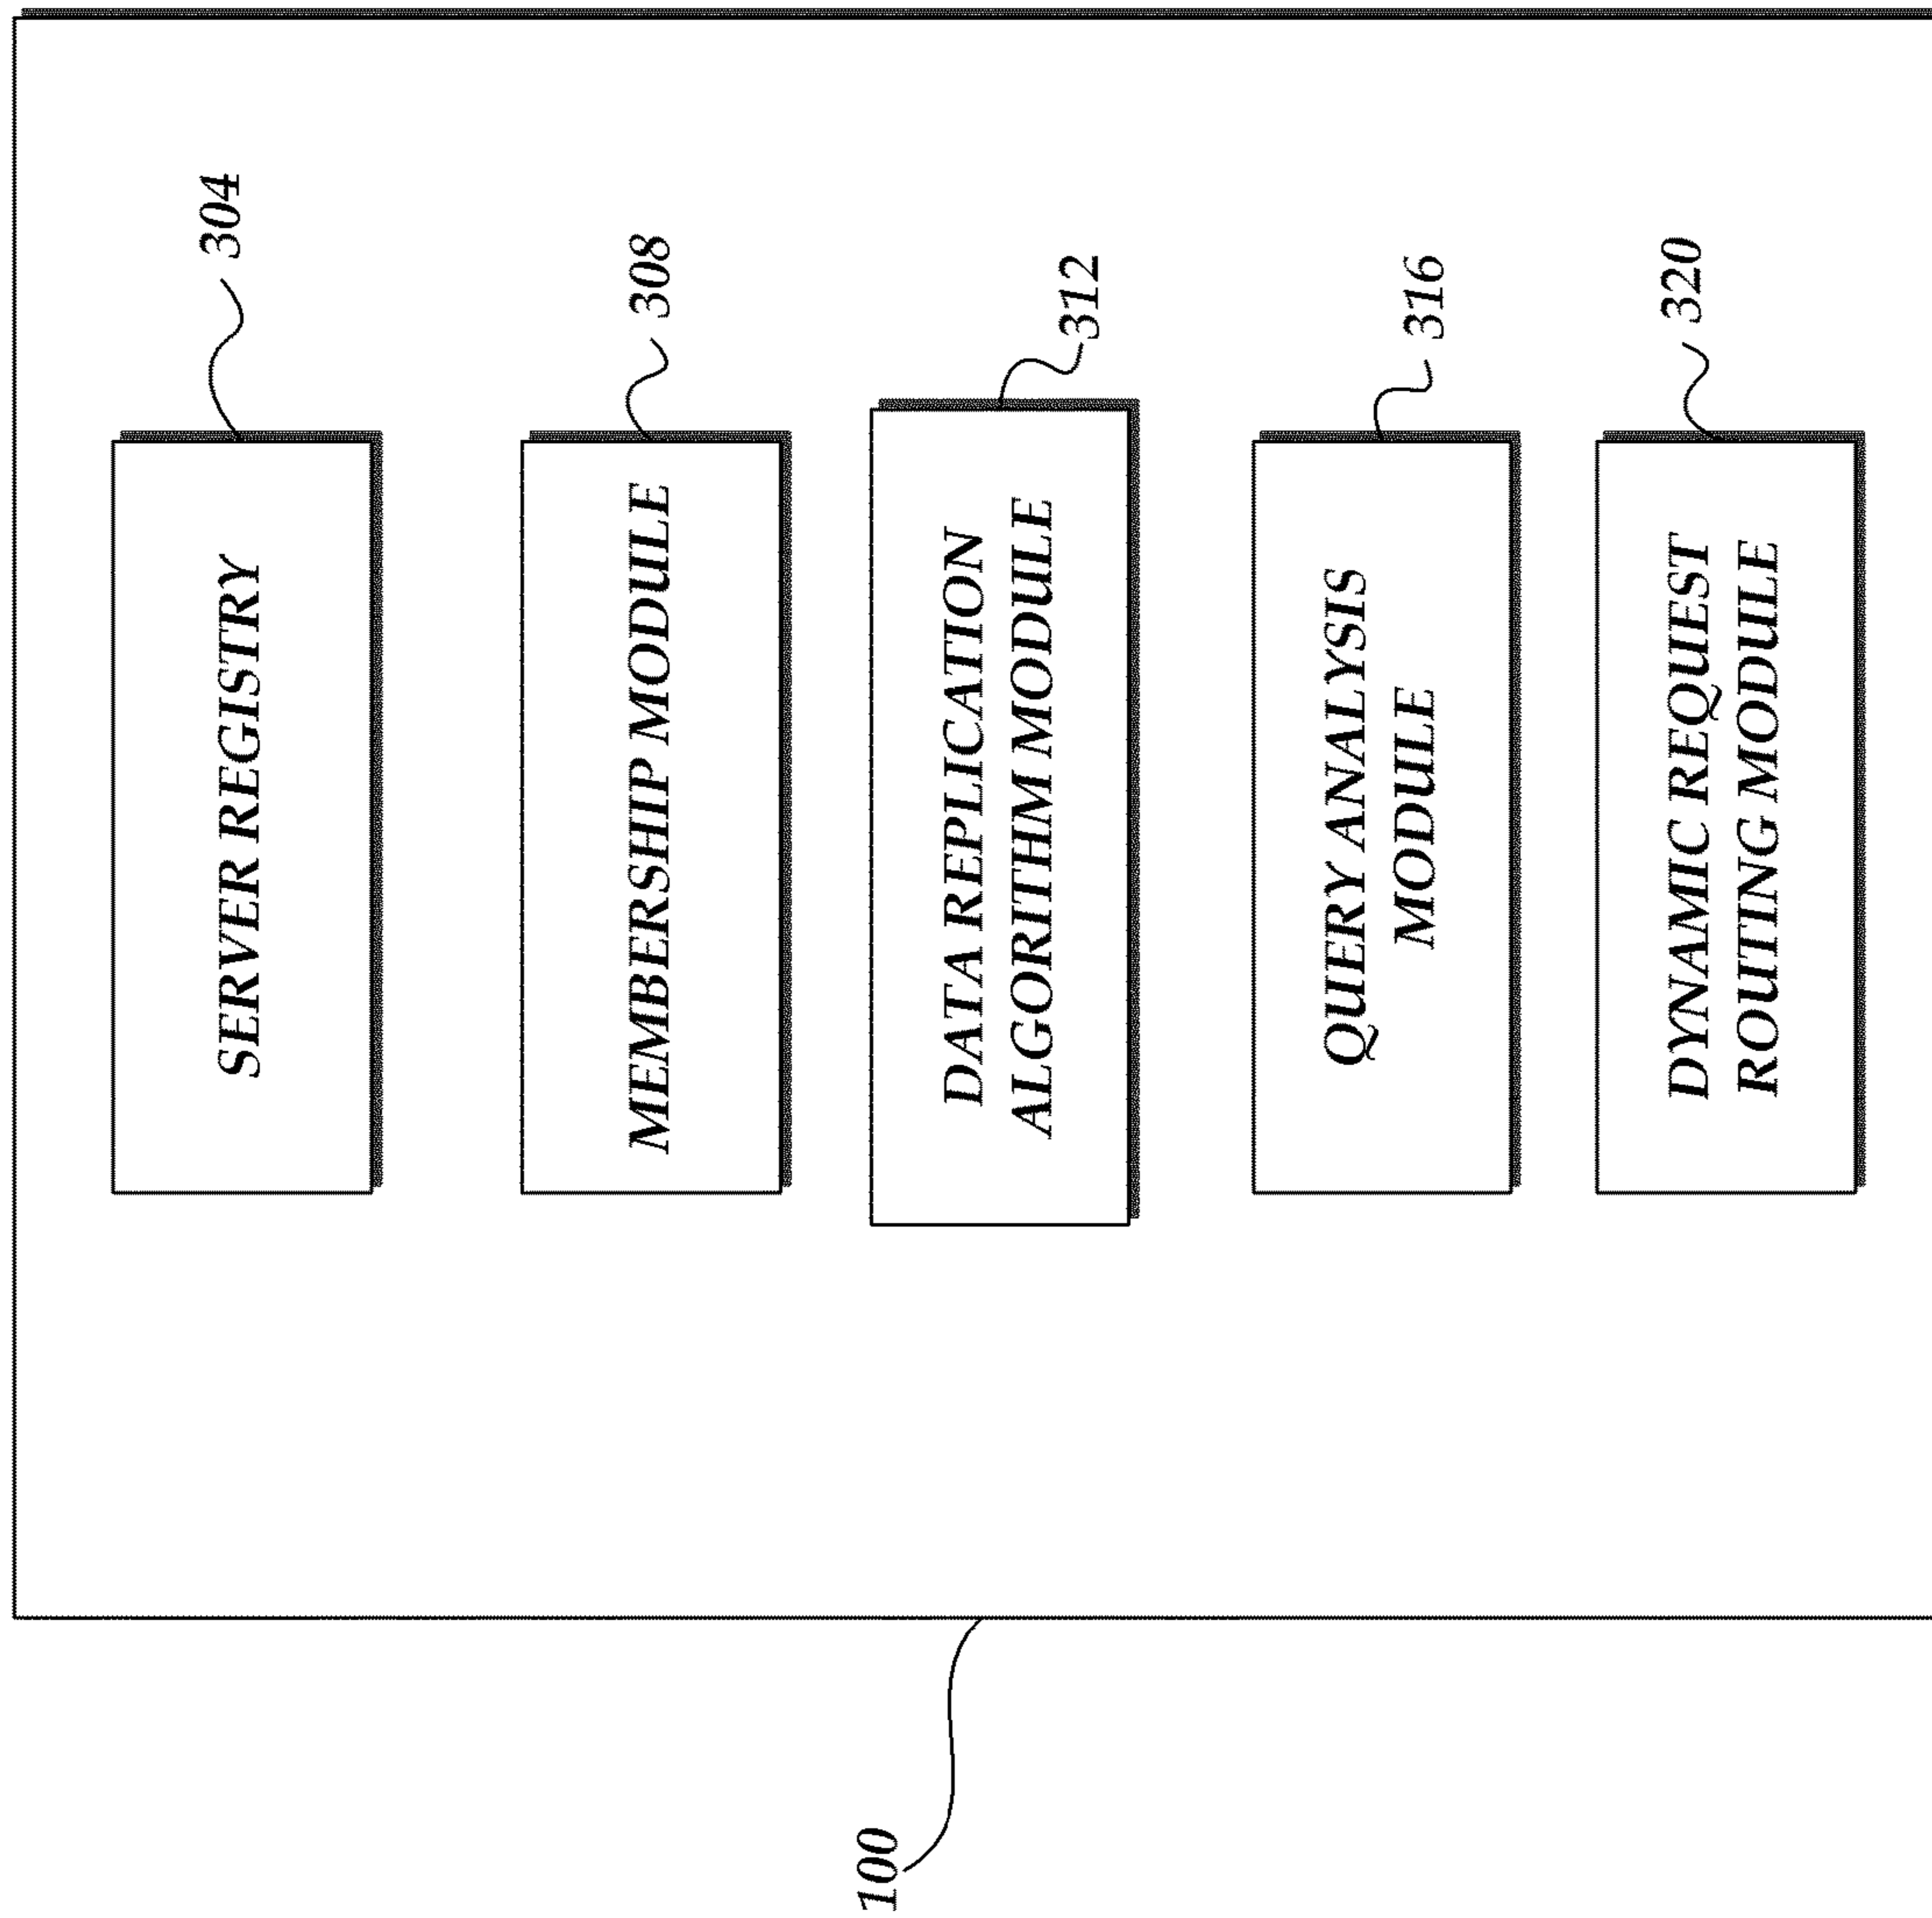 SERVER REGISTRY
304
MEMBERSHIP MODULE
308
DATA REPLICATION
ALGORITHM MODULE
312
QUERY ANALYSIS
MODULE
316
DYNAMIC REQUEST
ROUTING MODULE
320
100